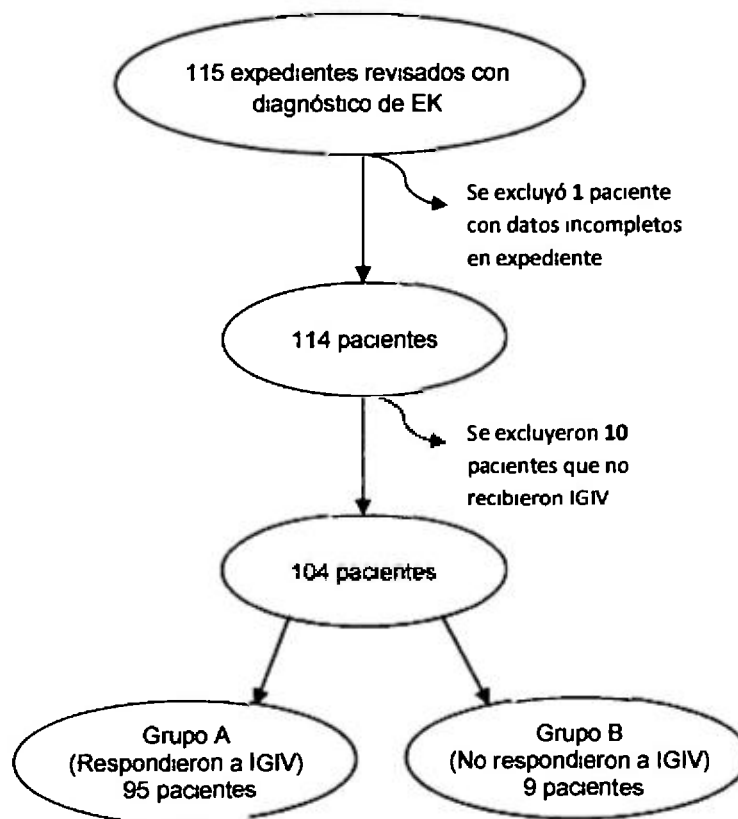 115 expedientes revisados con
diagnóstico de EK
Se excluyó 1 paciente
con datos incompletos
en expediente
114 pacientes
Se excluyeron 10
pacientes que no
recibieron IGIV
104 pacientes
Grupo A
(Respondieron a IGIV)
95 pacientes
Grupo B
(No respondieron a IGIV)
9 pacientes